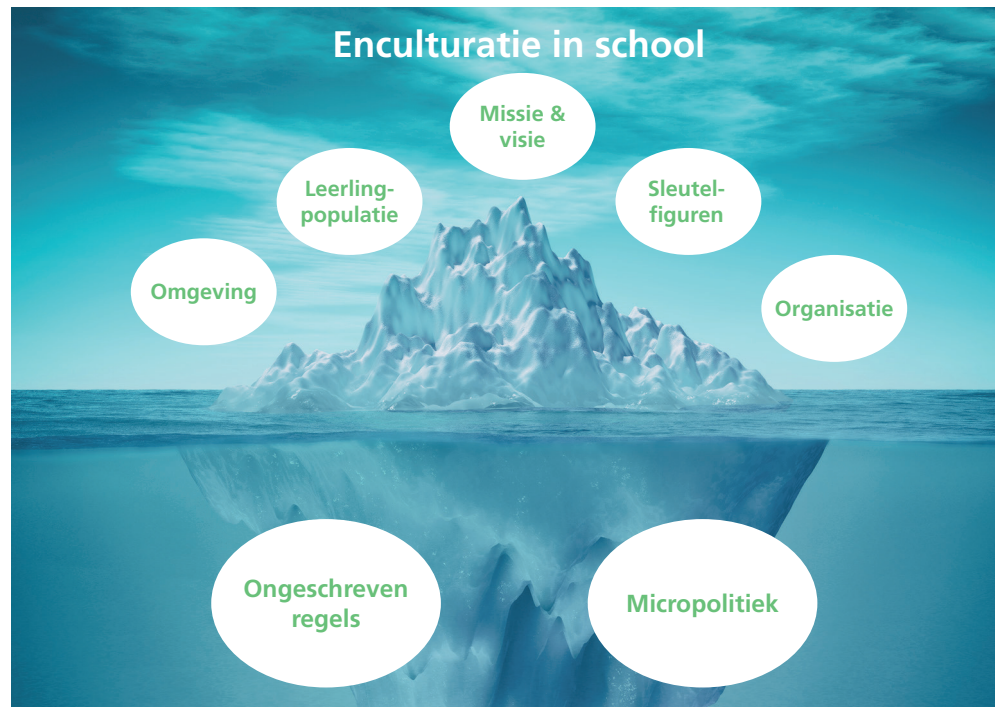 Enculturatie in school
Missie &
visie
Leerling-
populatie
Sleutel-
figuren
Omgeving
Organisatie
Ongeschreven
regels
Micropolitiek